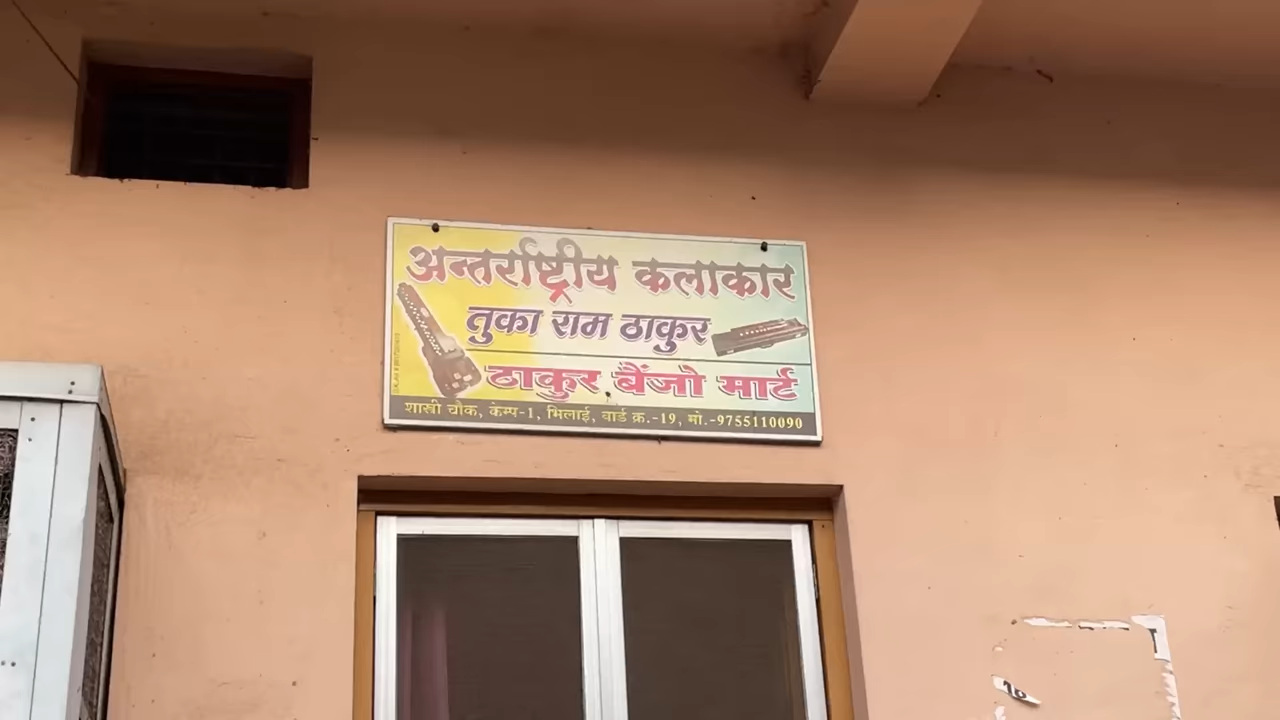 अन्तर्राष्ट्रीय कलाकार
तुका राम ठाकुर
ठाकुर बैंजो मार्ट
शास्त्री चौक, केम्प-1, भिलाई, वार्ड क्र.-19, मो.-9755110090